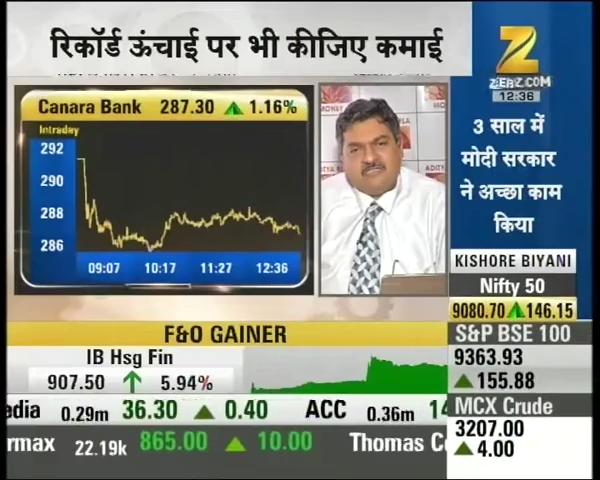 रिकॉर्ड ऊंचाई पर भी कीजिए कमाई
Z
ZEEBIZ.COM
12:36
Canara Bank 287.30 ▲ 1.16%
Intraday
292
290
288
286
09:07 10:17 11:27 12:36
3 साल में
मोदी सरकार
ने अच्छा काम
किया
KISHORE BIYANI
Nifty 50
9080.70 ▲ 146.15
F&O GAINER
IB Hsg Fin
907.50 ↑ 5.94%
S&P BSE 100
9363.93
▲ 155.88
edia 0.29m 36.30 ▲ 0.40 ACC 0.36m 14
MCX Crude
3207.00
▲ 4.00
rmax 22.19k 865.00 ▲ 10.00 Thomas C